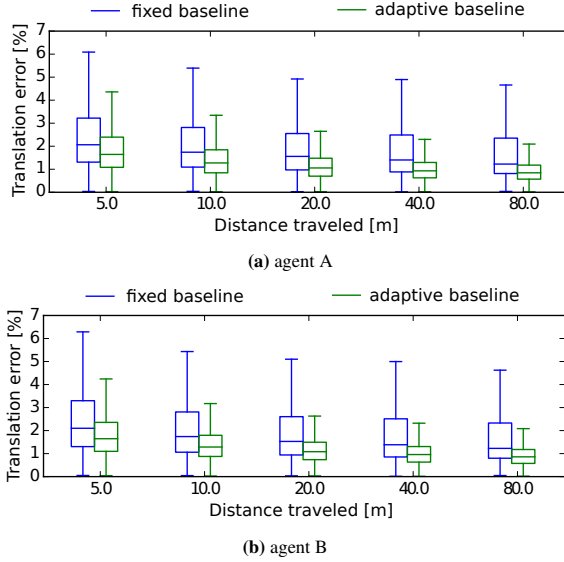 fixed baseline adaptive baseline
7
6
5
4
3
2
1
0
Translation error [%]
5.0 10.0 20.0 40.0 80.0
Distance traveled [m]
(a) agent A
fixed baseline adaptive baseline
7
6
5
4
3
2
1
0
Translation error [%]
5.0 10.0 20.0 40.0 80.0
Distance traveled [m]
(b) agent B